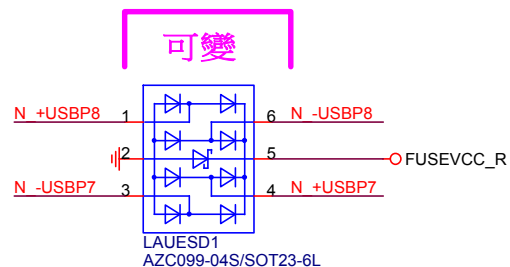 可變
N_+USBP8 1 6 N_-USBP8
2 5 FUSEVCC_R
N_-USBP7 3 4 N_+USBP7
LAUESD1
AZC099-04S/SOT23-6L